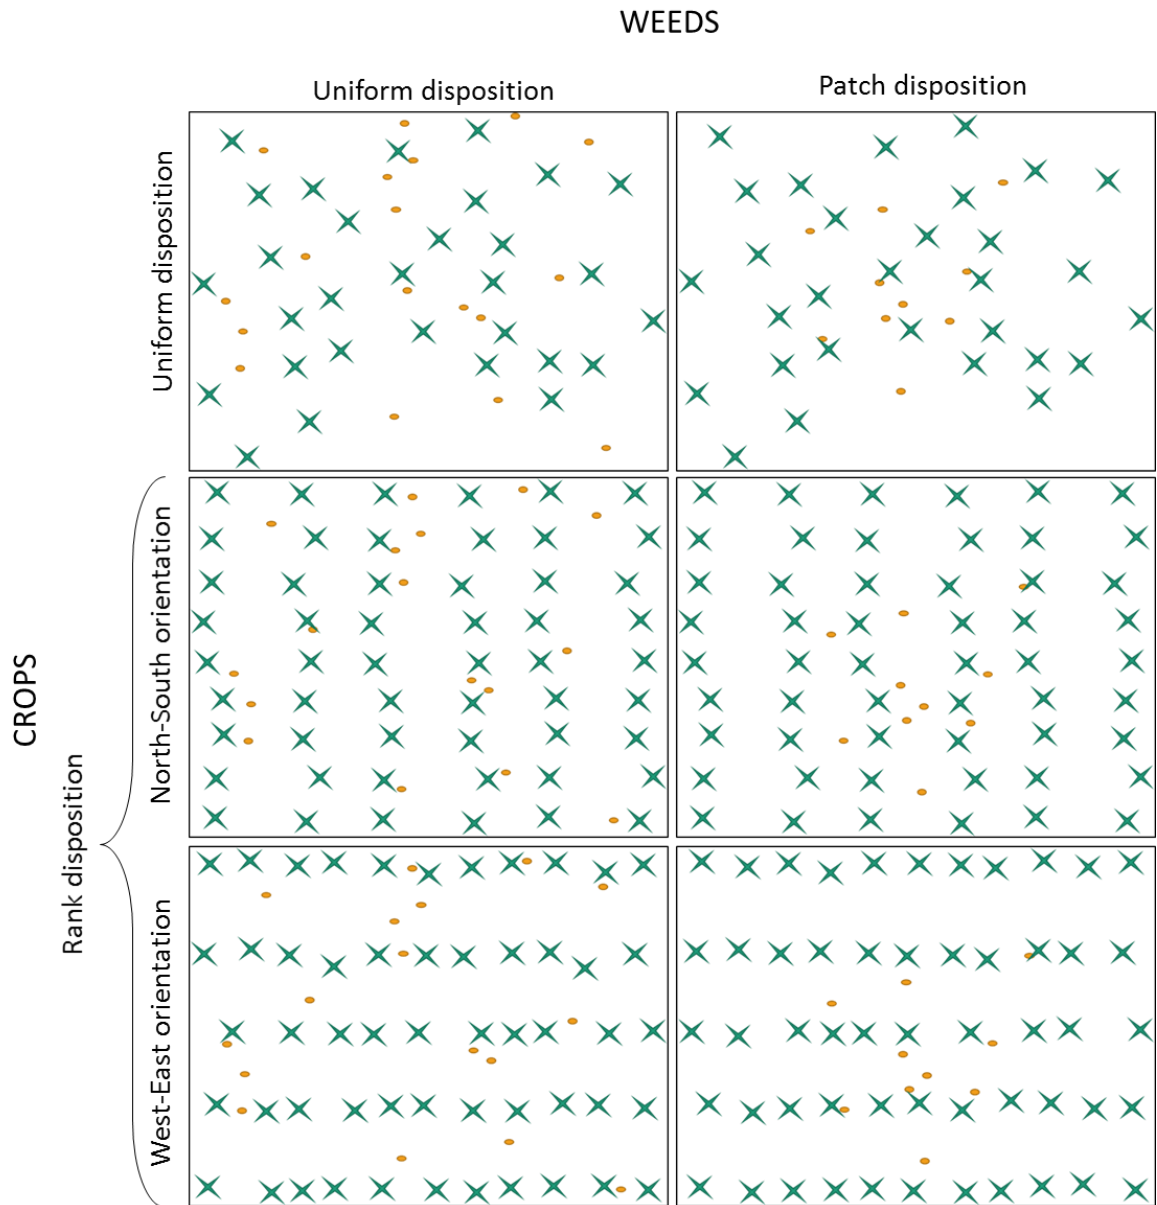 WEEDS
Uniform disposition
Patch disposition
Uniform disposition
CROPS
Rank disposition
North-South orientation
West-East orientation